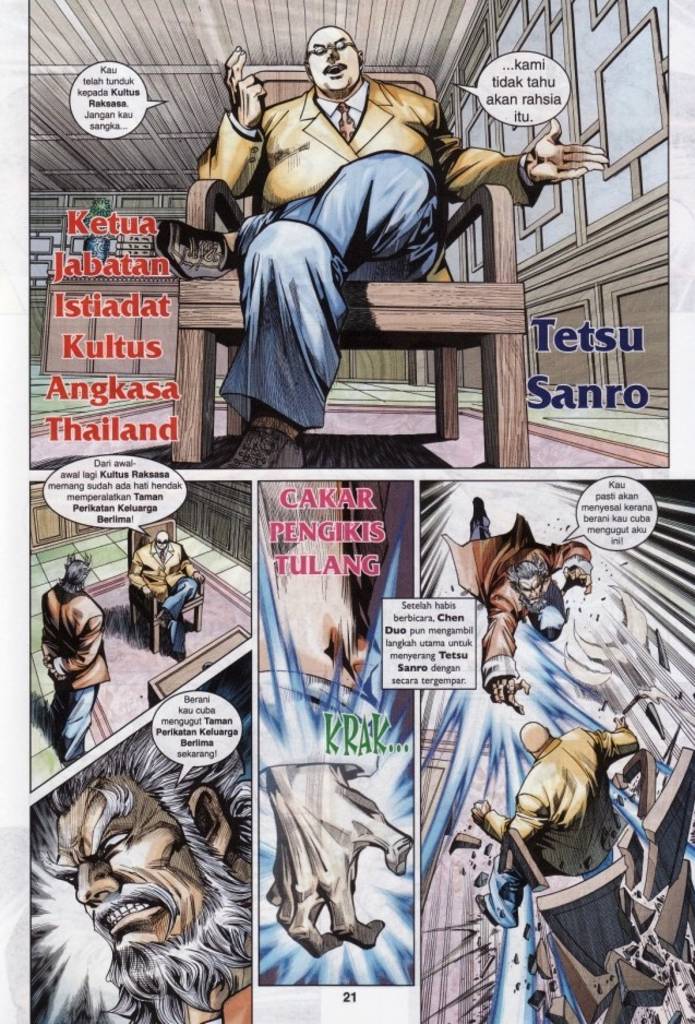 Kau
telah tunduk
kepada Kultus
Raksasa.
Jangan kau
sangka...
...kami
tidak tahu
akan rahsia
itu.
Ketua
Jabatan
Istiadat
Kultus
Angkasa
Thailand
Tetsu
Sanro
Dari awal-
awal lagi Kultus Raksasa
memang sudah ada hati hendak
memperalatkan Taman
Perikatan Keluarga
Berlima!
Berani
kau cuba
mengugut Taman
Perikatan Keluarga
Berlima
sekarang!
CAKAR
PENGIKIS
TULANG
KRAK...
Setelah habis
berbicara, Chen
Duo pun mengambil
langkah utama untuk
menyerang Tetsu
Sanro dengan
secara tergempar.
Kau
pasti akan
menyesal kerana
berani kau cuba
mengugut aku
ini!
21